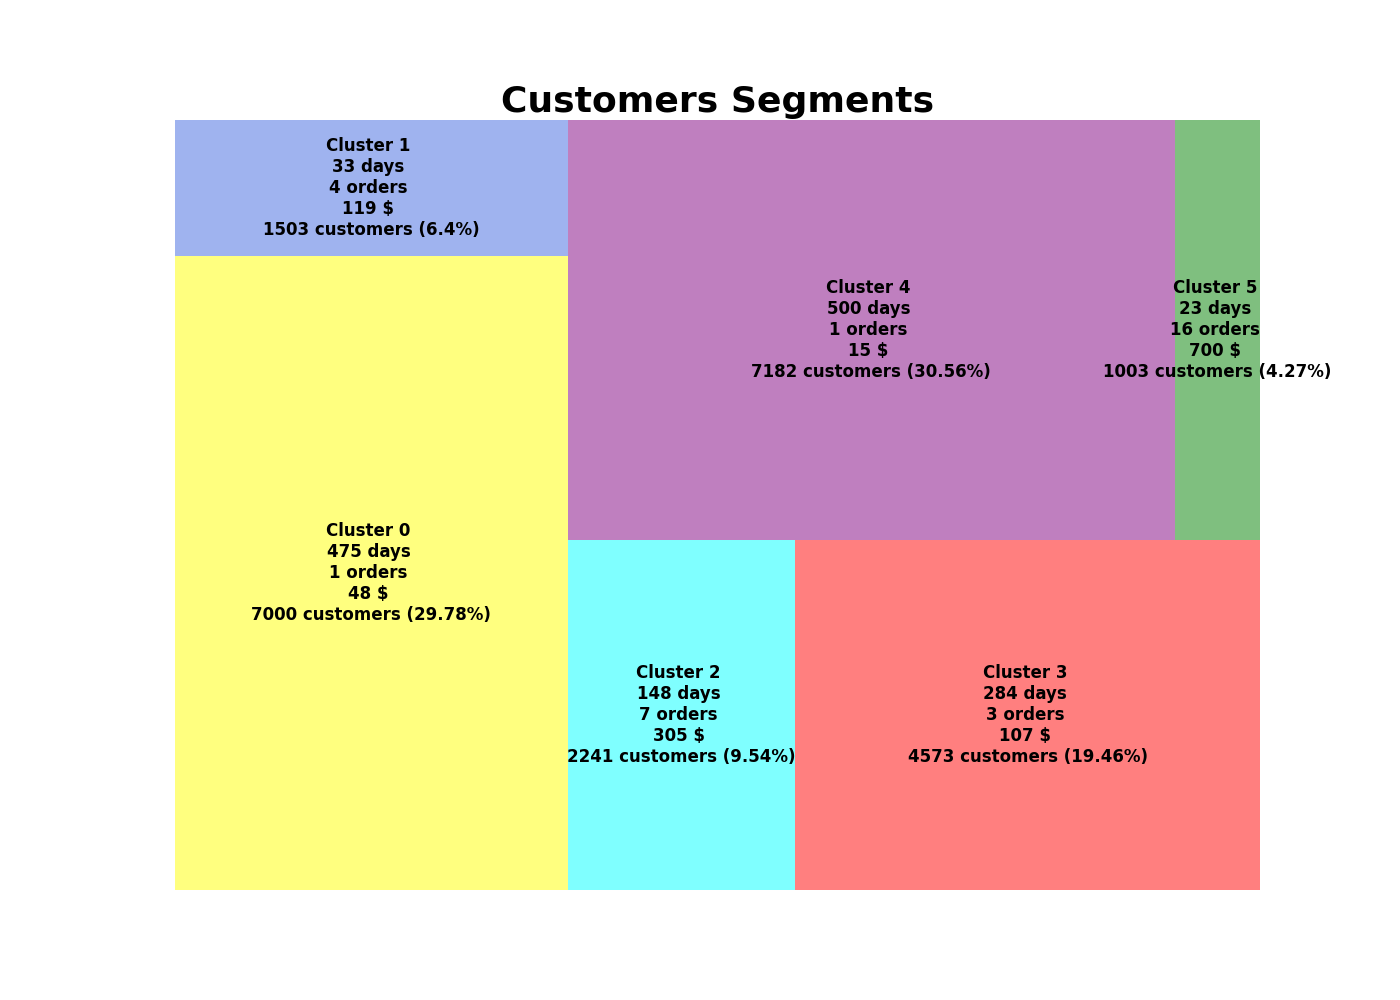 Customers Segments
Cluster 1
33 days
4 orders
119 $
1503 customers (6.4%)
Cluster 4
500 days
1 orders
15 $
7182 customers (30.56%)
Cluster 5
23 days
16 orders
700 $
1003 customers (4.27%)
Cluster 0
475 days
1 orders
48 $
7000 customers (29.78%)
Cluster 2
148 days
7 orders
305 $
2241 customers (9.54%)
Cluster 3
284 days
3 orders
107 $
4573 customers (19.46%)